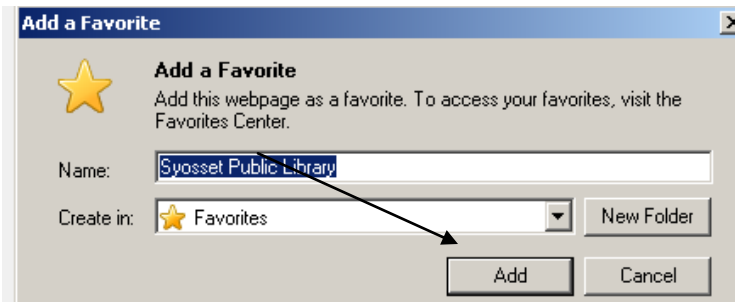 Add a Favorite
Add a Favorite
Add this webpage as a favorite. To access your favorites, visit the
Favorites Center.
Name: Syosset Public Library
Create in: Favorites New Folder
Add Cancel